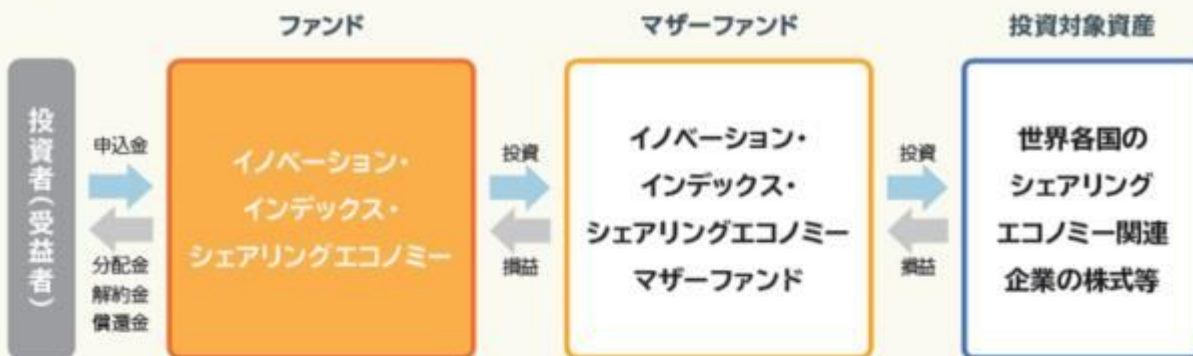 ファンド
マザーファンド
投資対象資産
投資者(受益者)
申込金
分配金
解約金
償還金
イノベーション・
インデックス・
シェアリングエコノミー
投資
損益
イノベーション・
インデックス・
シェアリングエコノミー
マザーファンド
投資
損益
世界各国の
シェアリング
エコノミー関連
企業の株式等